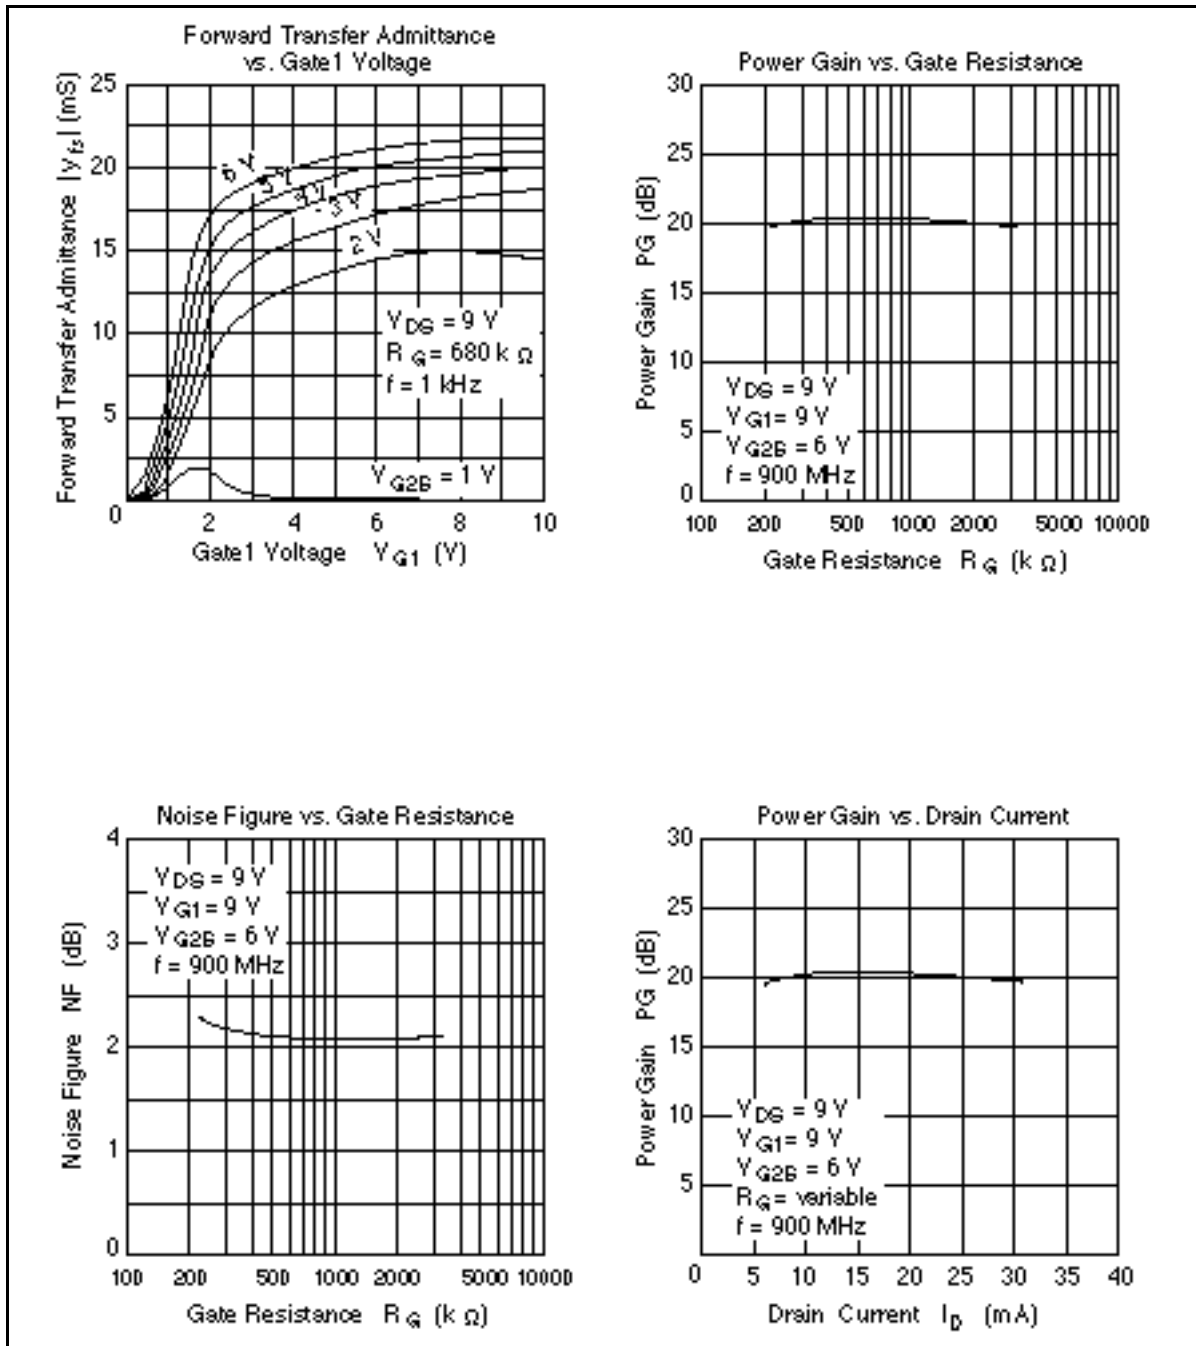 Forward Transfer Admittance
vs. Gate1 Voltage
Forward Transfer Admittance |yfs| (mS)
25
20
15
10
5
0
2
4
6
8
10
6 V
5 V
4 V
3 V
2 V
VDS = 9 V
RG = 680 k Ω
f = 1 kHz
VG2B = 1 V
Gate1 Voltage VG1 (V)
Power Gain vs. Gate Resistance
Power Gain PG (dB)
30
25
20
15
10
5
0
VDS = 9 V
VG1 = 9 V
VG2B = 6 V
f = 900 MHz
100 200 500 1000 2000 5000 10000
Gate Resistance RG (k Ω)
Noise Figure vs. Gate Resistance
Noise Figure NF (dB)
4
3
2
1
0
VDS = 9 V
VG1 = 9 V
VG2B = 6 V
f = 900 MHz
100 200 500 1000 2000 5000 10000
Gate Resistance RG (k Ω)
Power Gain vs. Drain Current
Power Gain PG (dB)
30
25
20
15
10
5
VDS = 9 V
VG1 = 9 V
VG2B = 6 V
RG = variable
f = 900 MHz
0 5 10 15 20 25 30 35 40
Drain Current ID (mA)